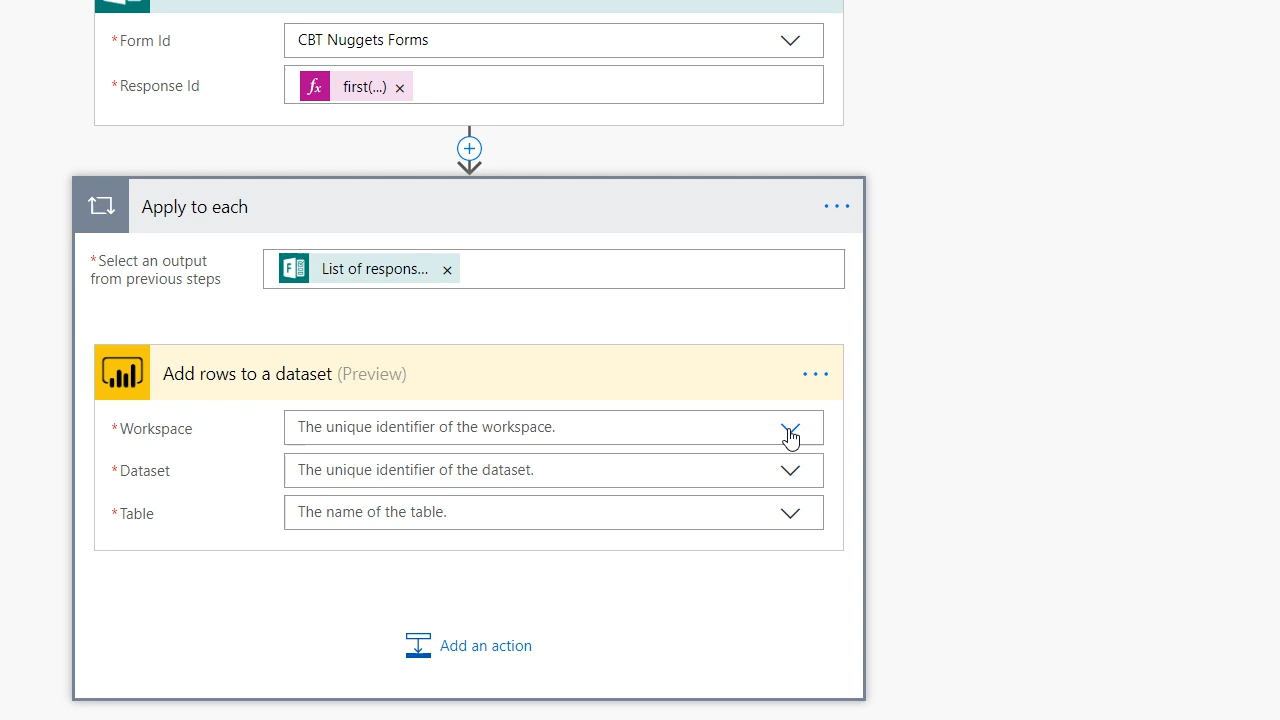 *Form Id
CBT Nuggets Forms
*Response Id
fx first(...) ×
Apply to each
*Select an output
from previous steps
F List of respons... ×
Add rows to a dataset (Preview)
*Workspace
The unique identifier of the workspace.
*Dataset
The unique identifier of the dataset.
*Table
The name of the table.
Add an action